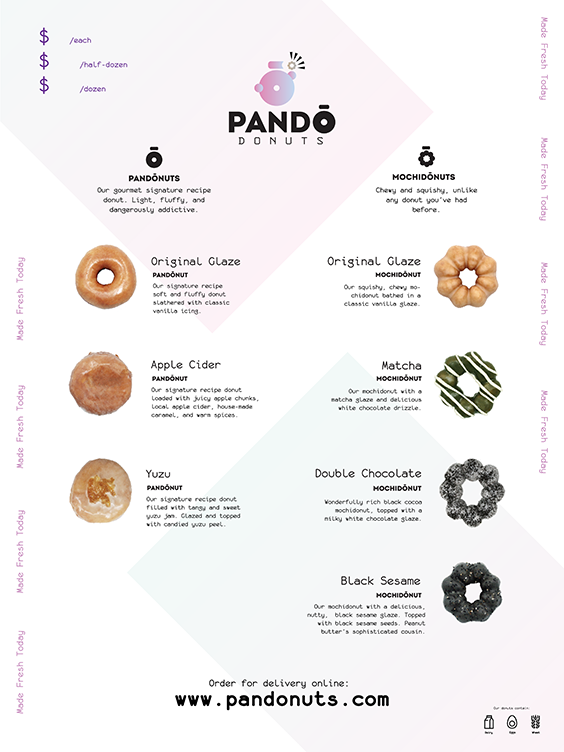 $ /each
$ /half-dozen
$ /dozen
PANDŌ
DONUTS
PANDŌNUTS
Our gourmet signature recipe
donut. Light, fluffy, and
dangerously addictive.
MOCHIDŌNUTS
Chewy and squishy, unlike
any donut you've had
before.
Original Glaze
PANDŌNUT
Our signature recipe
soft and fluffy donut
slathered with classic
vanilla icing.
Original Glaze
MOCHIDŌNUT
Our squishy, chewy mo-
chidonut bathed in a
classic vanilla glaze.
Apple Cider
PANDŌNUT
Our signature recipe donut
loaded with juicy apple chunks,
local apple cider, house-made
caramel, and warm spices.
Matcha
MOCHIDŌNUT
Our mochidonut with a
matcha glaze and delicious
white chocolate drizzle.
Yuzu
PANDŌNUT
Our signature recipe donut
filled with tangy and sweet
yuzu jam. Glazed and topped
with candied yuzu peel.
Double Chocolate
MOCHIDŌNUT
Wonderfully rich black cocoa
mochidonut, topped with a
milky white chocolate glaze.
Black Sesame
MOCHIDŌNUT
Our mochidonut with a delicious,
nutty, black sesame glaze. Topped
with black sesame seeds. Peanut
butter's sophisticated cousin.
Order for delivery online:
www.pandonuts.com
Our donuts contain:
Dairy
Eggs
Wheat
Made Fresh Today
Made Fresh Today
Made Fresh Today
Made Fresh Today
Made Fresh Today
Made Fresh Today
Made Fresh Today
Made Fresh Today